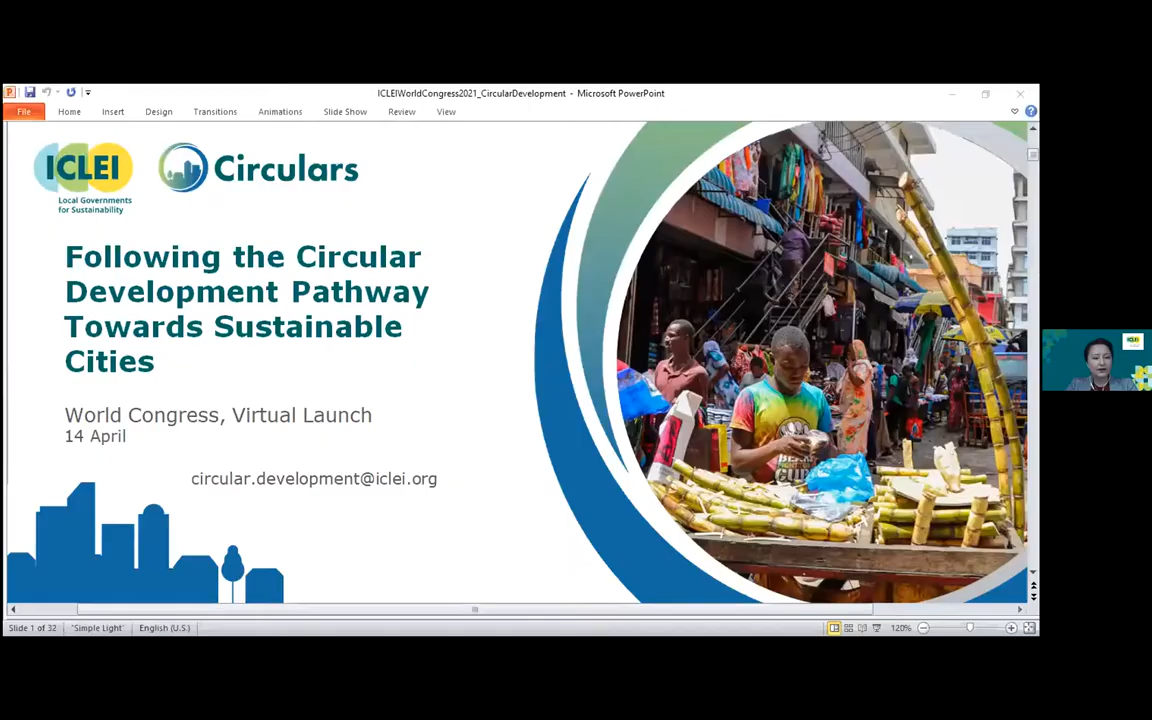 ICLEIWorldCongress2021_CircularDevelopment - Microsoft PowerPoint
File Home Insert Design Transitions Animations Slide Show Review View
ICLEI
Local Governments
for Sustainability
Circulars
Following the Circular
Development Pathway
Towards Sustainable
Cities
World Congress, Virtual Launch
14 April
circular.development@iclei.org
ICLEI
Slide 1 of 32 "Simple Light" English (U.S.) 120%